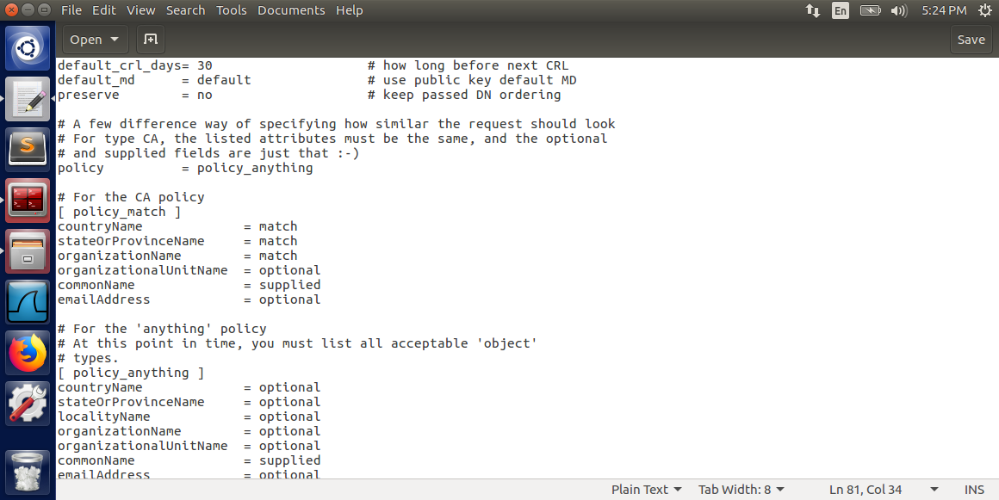 File Edit View Search Tools Documents Help
En
5:24 PM
Open
Save
default_crl_days= 30 # how long before next CRL
default_md = default # use public key default MD
preserve = no # keep passed DN ordering
# A few difference way of specifying how similar the request should look
# For type CA, the listed attributes must be the same, and the optional
# and supplied fields are just that :-)
policy = policy_anything
# For the CA policy
[ policy_match ]
countryName = match
stateOrProvinceName = match
organizationName = match
organizationalUnitName = optional
commonName = supplied
emailAddress = optional
# For the 'anything' policy
# At this point in time, you must list all acceptable 'object'
# types.
[ policy_anything ]
countryName = optional
stateOrProvinceName = optional
localityName = optional
organizationName = optional
organizationalUnitName = optional
commonName = supplied
emailAddress = optional
Plain Text Tab Width: 8 Ln 81, Col 34 INS